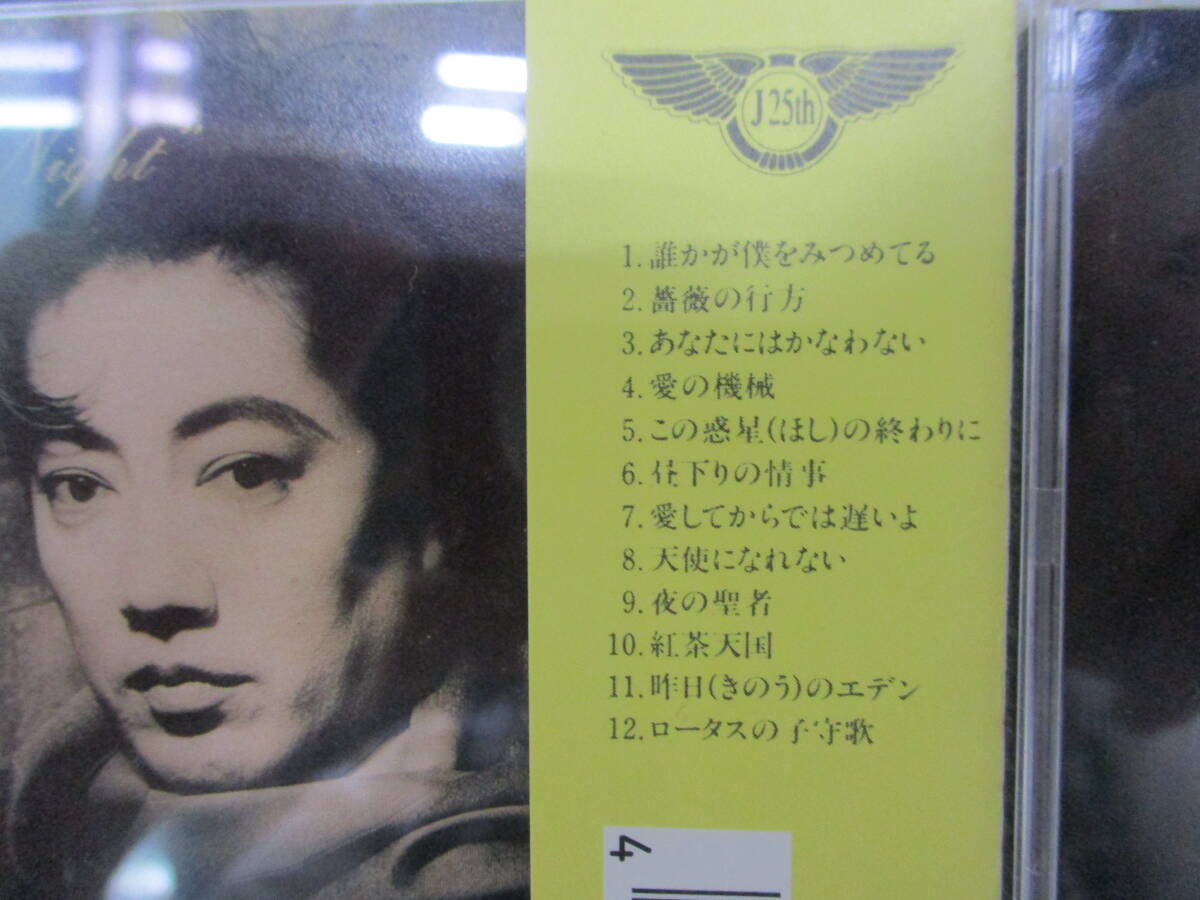 Night"
J 25th
1. 誰かが僕をみつめてる
2. 薔薇の行方
3. あなたにはかなわない
4. 愛の機械
5. この惑星(ほし)の終わりに
6. 昼下りの情事
7. 愛してからでは遅いよ
8. 天使になれない
9. 夜の聖者
10. 紅茶天国
11. 昨日(きのう)のエデン
12. ロータスの子守歌
4